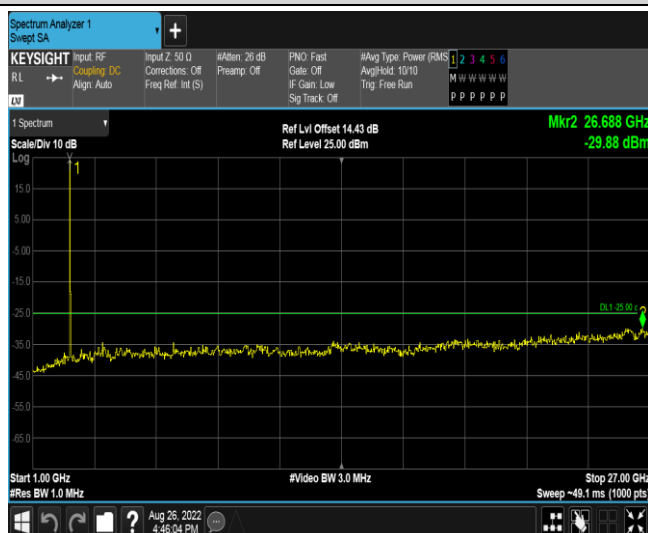 Spectrum Analyzer 1
Swept SA
+
KEYSIGHT
RL
LXI
Input: RF
Coupling: DC
Align: Auto
Input Z: 50 Ω
Corrections: Off
Freq Ref: Int (S)
#Atten: 26 dB
Preamp: Off
PNO: Fast
Gate: Off
IF Gain: Low
Sig Track: Off
#Avg Type: Power (RMS
Avg|Hold: 10/10
Trig: Free Run
1 2 3 4 5 6
M W W W W W
P P P P P P
1 Spectrum
Scale/Div 10 dB
Ref Lvl Offset 14.43 dB
Ref Level 25.00 dBm
Mkr2 26.688 GHz
-29.88 dBm
Log
1
15.0
5.00
-5.00
-15.0
-25.0
-35.0
-45.0
-55.0
-65.0
DL1 -25.00
2
Start 1.00 GHz
#Res BW 1.0 MHz
#Video BW 3.0 MHz
Stop 27.00 GHz
Sweep ~49.1 ms (1000 pts)
?
Aug 26, 2022
4:46:04 PM